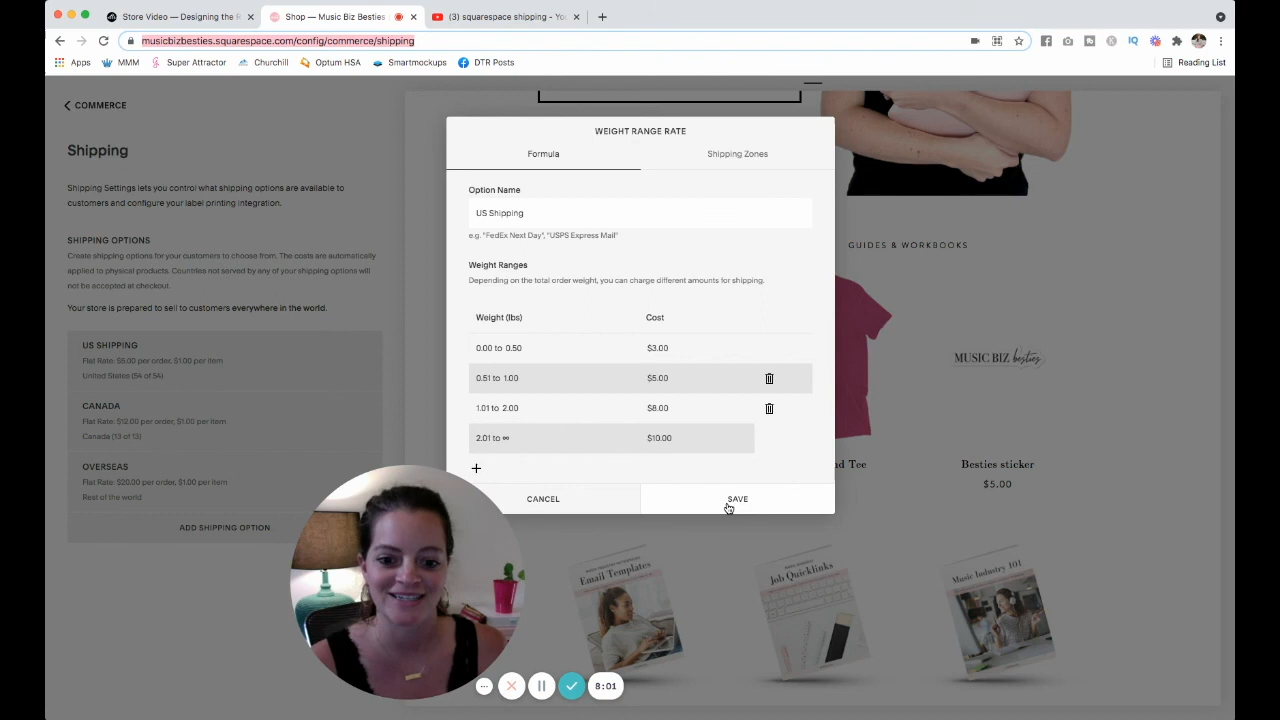 Store Video — Designing the R
Shop — Music Biz Besties
(3) squarespace shipping - Yo
musicbizbesties.squarespace.com/config/commerce/shipping
Apps
MMM
Super Attractor
Churchill
Optum HSA
Smartmockups
DTR Posts
Reading List
COMMERCE
Shipping
Shipping Settings lets you control what shipping options are available to
customers and configure your label printing integration.
SHIPPING OPTIONS
Create shipping options for your customers to choose from. The costs are automatically
applied to physical products. Countries not served by any of your shipping options will
not be accepted at checkout.
Your store is prepared to sell to customers everywhere in the world.
US SHIPPING
Flat Rate: $5.00 per order, $1.00 per item
United States (54 of 54)
CANADA
Flat Rate: $12.00 per order, $1.00 per item
Canada (13 of 13)
OVERSEAS
Flat Rate: $20.00 per order, $1.00 per item
Rest of the world
ADD SHIPPING OPTION
WEIGHT RANGE RATE
Formula
Shipping Zones
Option Name
US Shipping
e.g. "FedEx Next Day", "USPS Express Mail"
Weight Ranges
Depending on the total order weight, you can charge different amounts for shipping.
Weight (lbs)
Cost
0.00 to 0.50
$3.00
0.51 to 1.00
$5.00
1.01 to 2.00
$8.00
2.01 to ∞
$10.00
CANCEL
SAVE
GUIDES & WORKBOOKS
MUSIC BIZ besties
nd Tee
Besties sticker
$5.00
Email Templates
Job Quicklinks
Music Industry 101
8:01